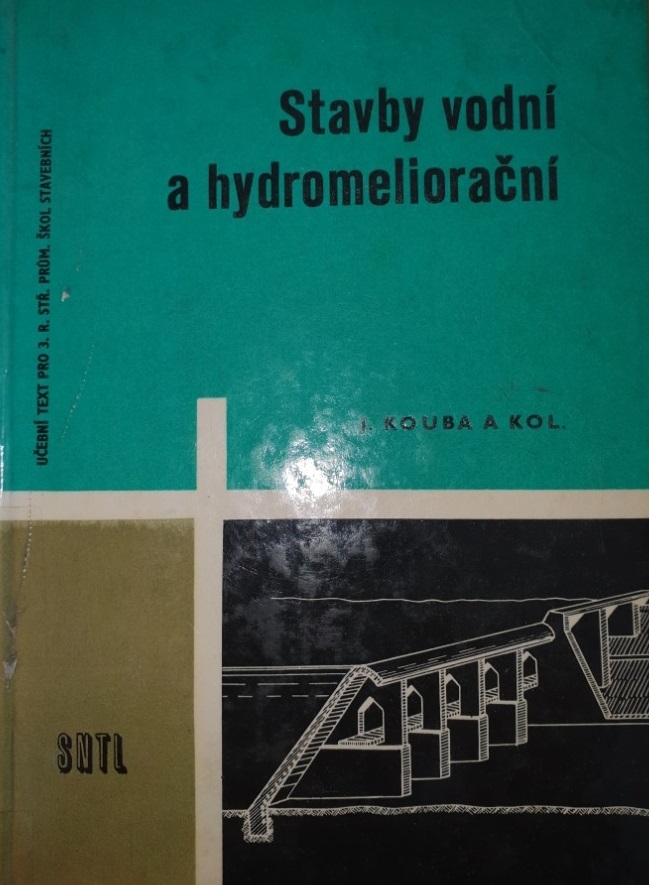 Stavby vodní
a hydromeliorační
UČEBNÍ TEXT PRO 3. R. STŘ. PRŮM. ŠKOL STAVEBNÍCH
J. KOUBA A KOL.
SNTL